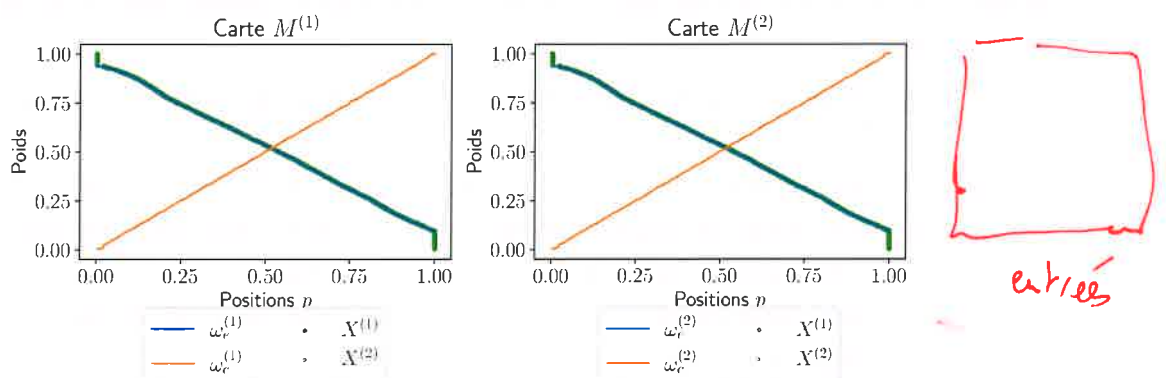 Carte M^(1)
Carte M^(2)
1.00
0.75
0.50
0.25
0.00
Poids
1.00
0.75
0.50
0.25
0.00
Poids
0.00 0.25 0.50 0.75 1.00
0.00 0.25 0.50 0.75 1.00
Positions p
Positions p
entrées
ω_e^(1) X^(1)
ω_c^(1) X^(2)
ω_e^(2) X^(1)
ω_c^(2) X^(2)